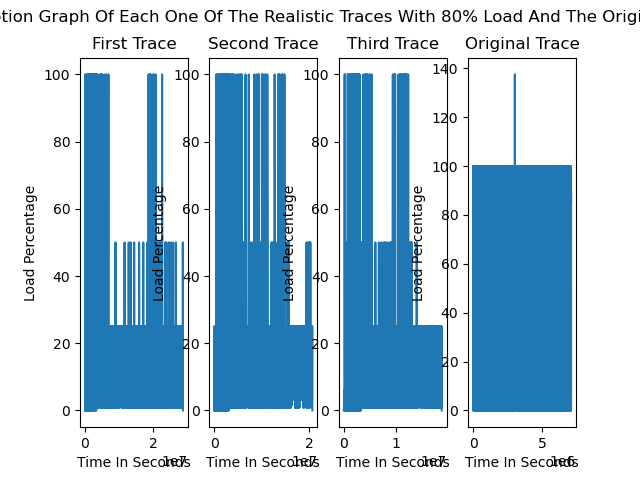 tion Graph Of Each One Of The Realistic Traces With 80% Load And The Origi
First Trace Second Trace Third Trace Original Trace
100 100 100 140
80 80 80 120
60 60 60 100
40 40 40 80
20 20 20 60
0 0 0 40
20
0
Load Percentage Load Percentage Load Percentage Load Percentage
0 2 0 2 0 1 0 5
1e7 1e7 1e7 1e6
Time In Seconds Time In Seconds Time In Seconds Time In Seconds